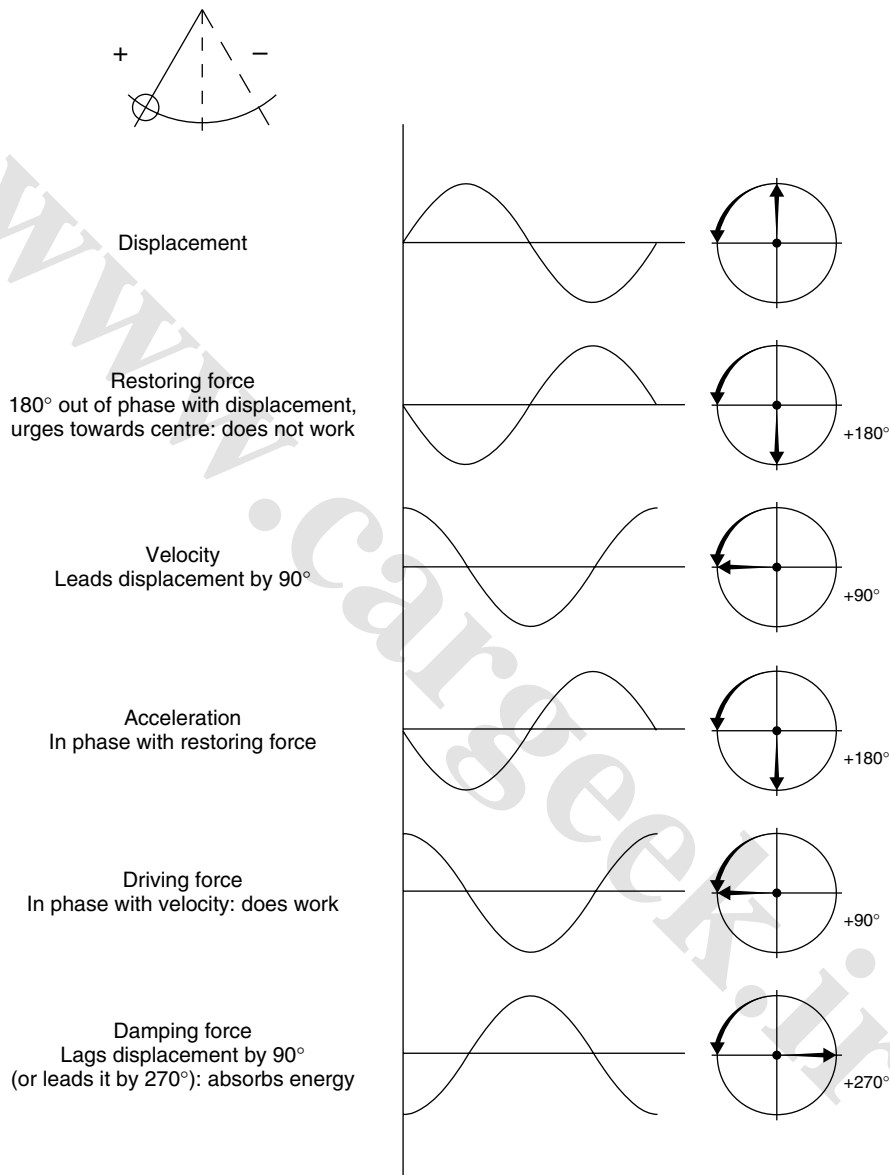 +
–
Displacement
Restoring force
180° out of phase with displacement,
urges towards centre: does not work
+180°
Velocity
Leads displacement by 90°
+90°
Acceleration
In phase with restoring force
+180°
Driving force
In phase with velocity: does work
+90°
Damping force
Lags displacement by 90°
(or leads it by 270°): absorbs energy
+270°
www.cargeek.ir